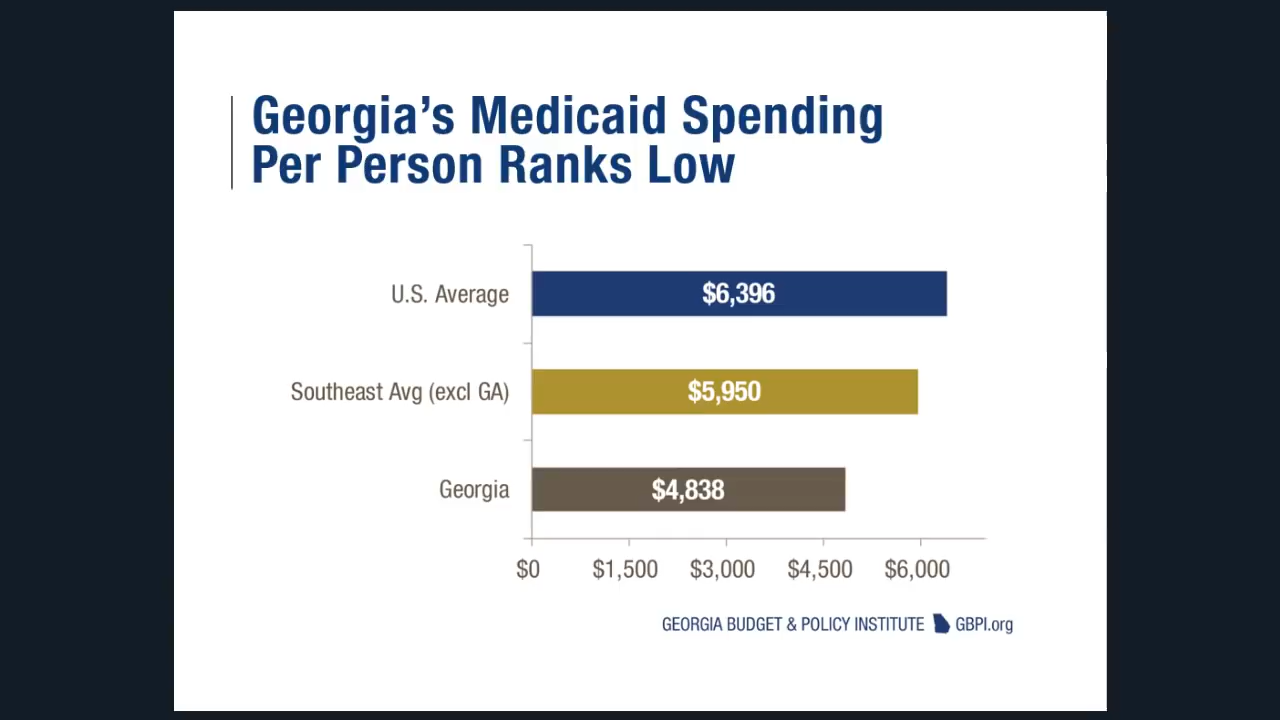 Georgia’s Medicaid Spending
Per Person Ranks Low
U.S. Average
$6,396
Southeast Avg (excl GA)
$5,950
Georgia
$4,838
$0 $1,500 $3,000 $4,500 $6,000
GEORGIA BUDGET & POLICY INSTITUTE GBPI.org